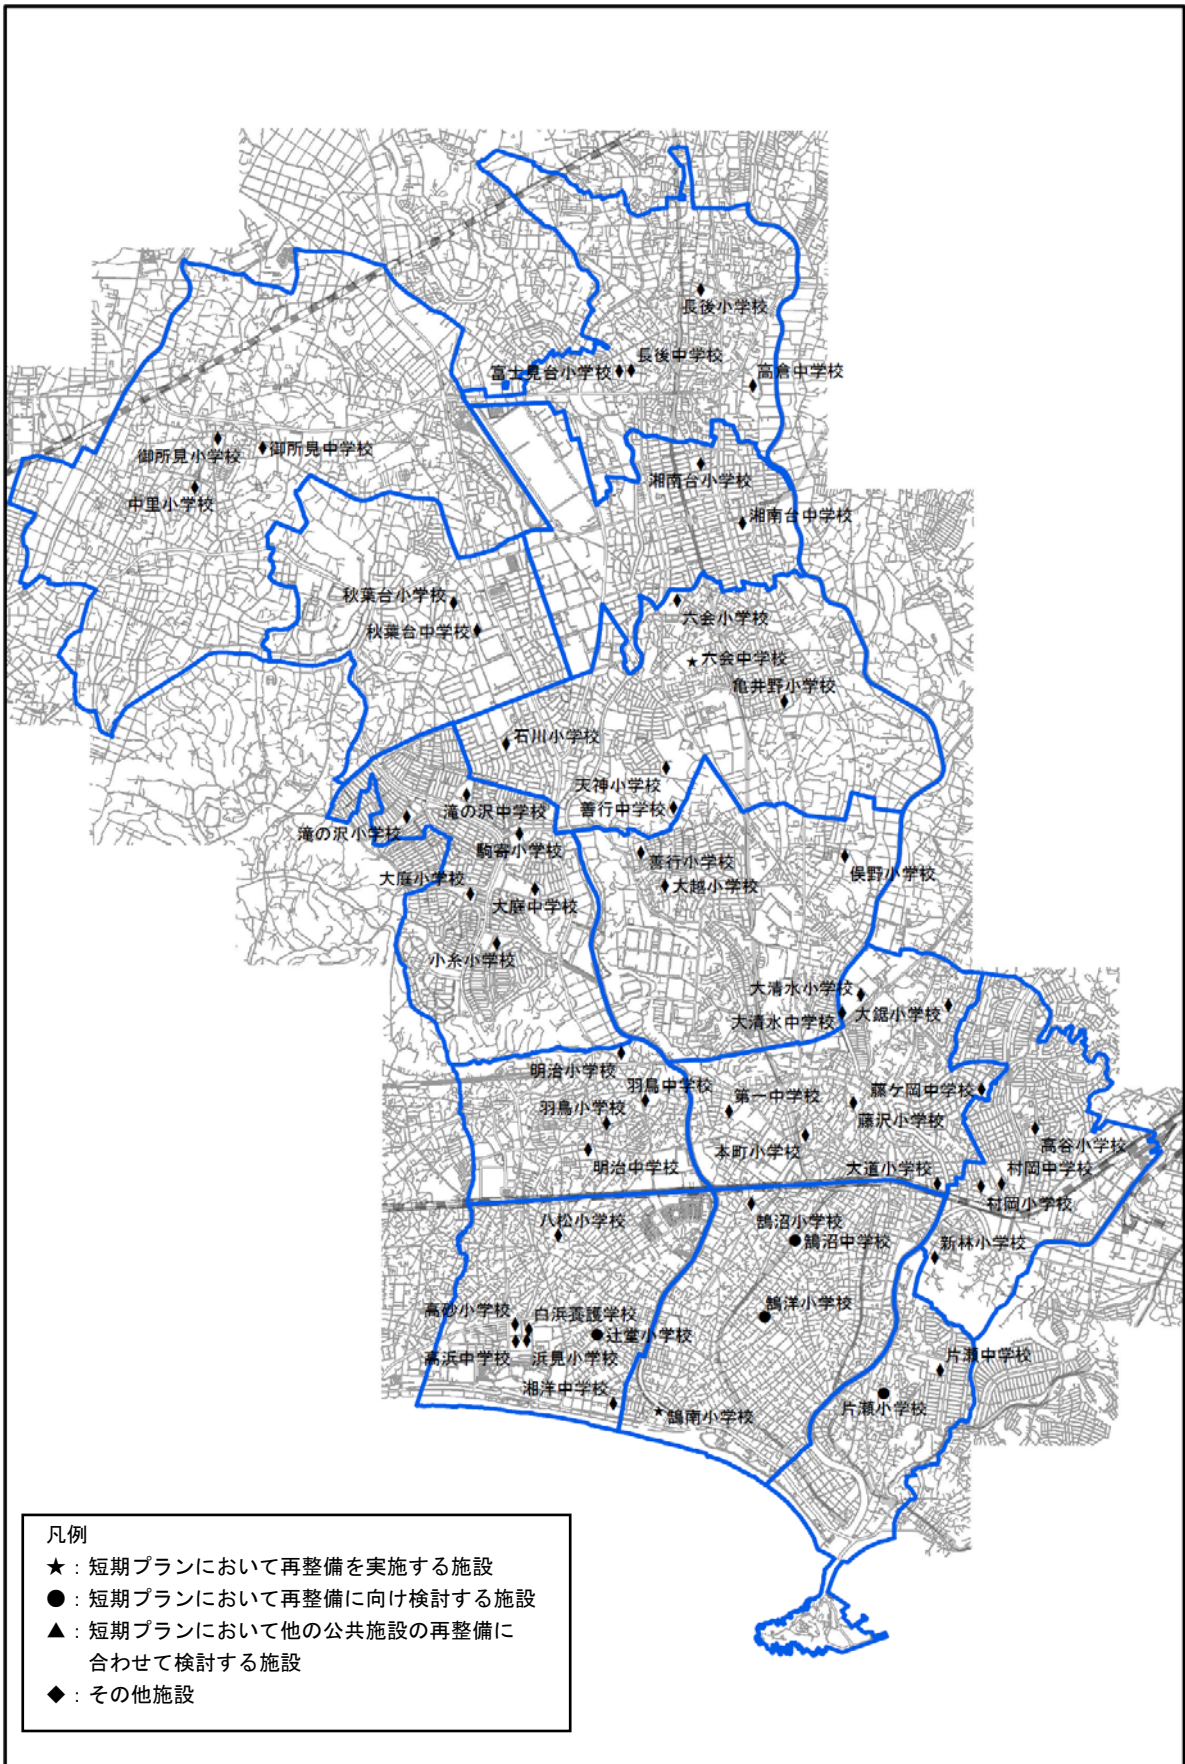 長後小学校
長後中学校
富士見台小学校
高倉中学校
御所見小学校
御所見中学校
中里小学校
湘南台小学校
湘南台中学校
秋葉台小学校
秋葉台中学校
六会小学校
★六会中学校
亀井野小学校
石川小学校
天神小学校
善行中学校
滝の沢中学校
滝の沢小学校
駒寄小学校
善行小学校
大越小学校
俣野小学校
大庭小学校
大庭中学校
小糸小学校
大清水小学校
大清水中学校
大鋸小学校
明治小学校
羽鳥中学校
羽鳥小学校
第一中学校
藤ケ岡中学校
藤沢小学校
本町小学校
高谷小学校
明治中学校
大道小学校
村岡中学校
村岡小学校
八松小学校
鵠沼小学校
●鵠沼中学校
新林小学校
鵠洋小学校
高砂小学校
白浜養護学校
●辻堂小学校
高浜中学校
浜見小学校
片瀬中学校
湘洋中学校
★鵠南小学校
片瀬小学校
凡例
★：短期プランにおいて再整備を実施する施設
●：短期プランにおいて再整備に向け検討する施設
▲：短期プランにおいて他の公共施設の再整備に
合わせて検討する施設
◆：その他施設